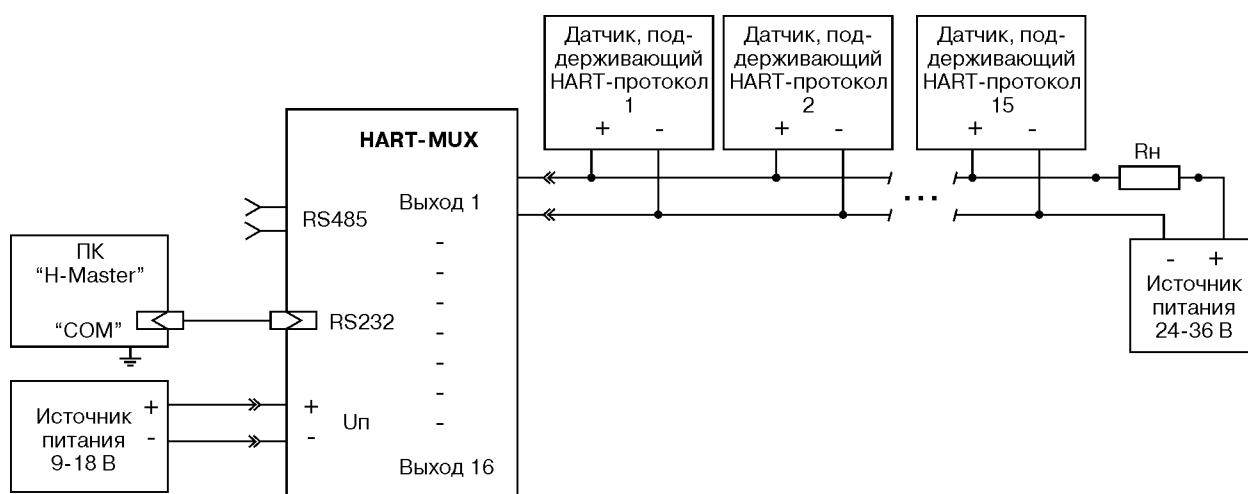 Датчик, под-
держивающий
HART-протокол
1
+ -
Датчик, под-
держивающий
HART-протокол
2
+ -
Датчик, под-
держивающий
HART-протокол
15
+ -
Rн
HART-MUX
Выход 1
-
-
-
-
-
-
-
Выход 16
RS485
RS232
+
-
Uп
...
ПК
“H-Master”
“COM”
Источник
питания
9-18 В
+
-
- +
Источник
питания
24-36 В